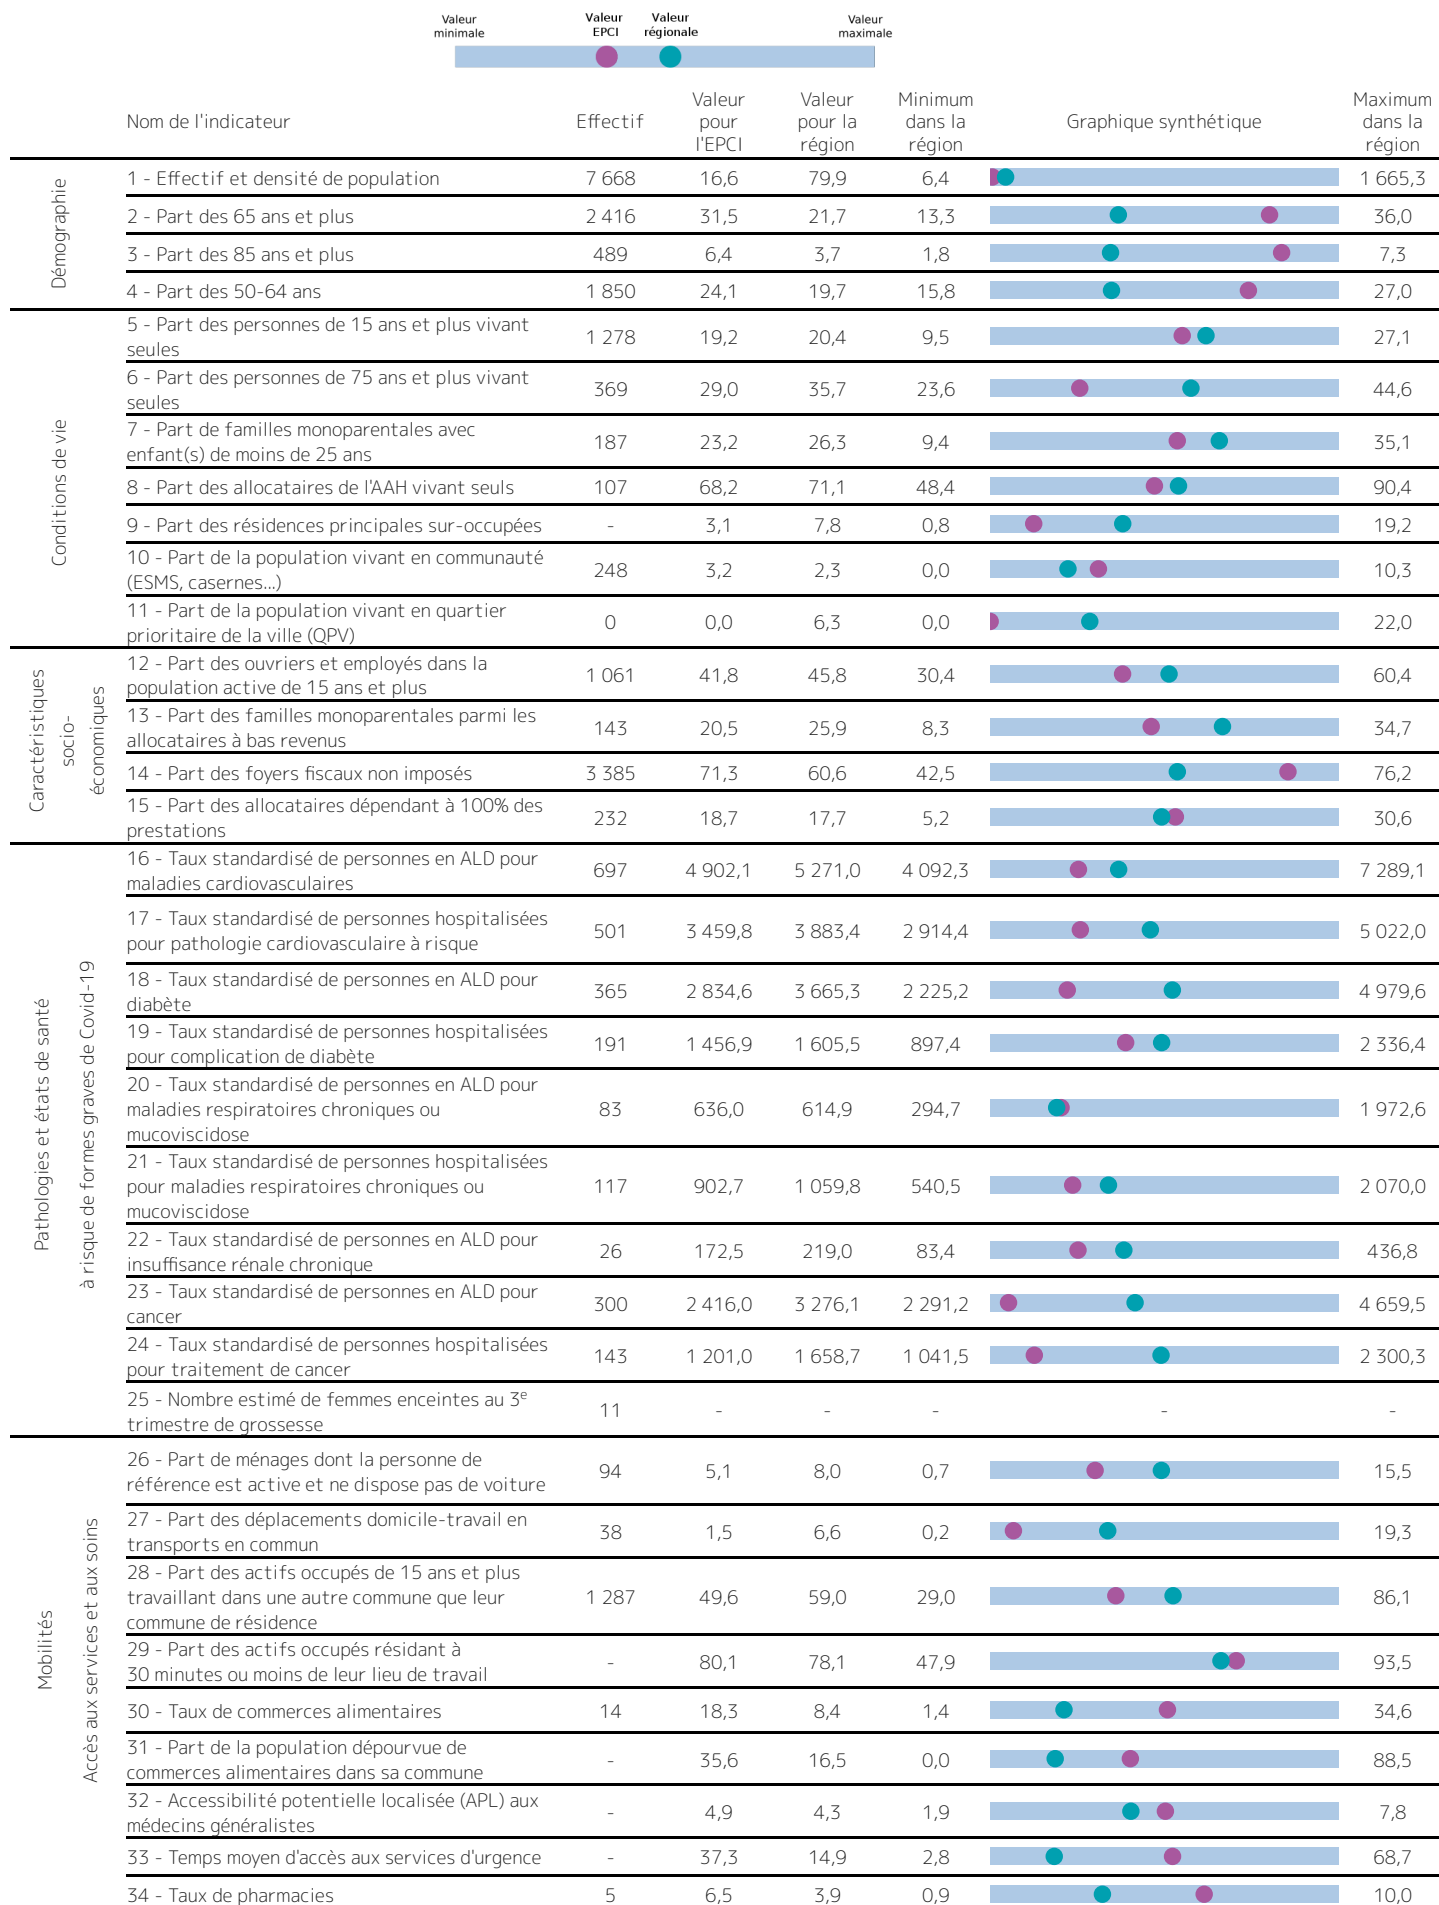 Valeur minimale
Valeur EPCI
Valeur régionale
Valeur maximale
Nom de l'indicateur
Effectif
Valeur pour l'EPCI
Valeur pour la région
Minimum dans la région
Graphique synthétique
Maximum dans la région
Démographie
1 - Effectif et densité de population 7 668 16,6 79,9 6,4 1 665,3
2 - Part des 65 ans et plus 2 416 31,5 21,7 13,3 36,0
3 - Part des 85 ans et plus 489 6,4 3,7 1,8 7,3
4 - Part des 50-64 ans 1 850 24,1 19,7 15,8 27,0
Conditions de vie
5 - Part des personnes de 15 ans et plus vivant
seules 1 278 19,2 20,4 9,5 27,1
6 - Part des personnes de 75 ans et plus vivant
seules 369 29,0 35,7 23,6 44,6
7 - Part de familles monoparentales avec
enfant(s) de moins de 25 ans 187 23,2 26,3 9,4 35,1
8 - Part des allocataires de l'AAH vivant seuls 107 68,2 71,1 48,4 90,4
9 - Part des résidences principales sur-occupées - 3,1 7,8 0,8 19,2
10 - Part de la population vivant en communauté
(ESMS, casernes...) 248 3,2 2,3 0,0 10,3
11 - Part de la population vivant en quartier
prioritaire de la ville (QPV) 0 0,0 6,3 0,0 22,0
Caractéristiques
socio-
économiques
12 - Part des ouvriers et employés dans la
population active de 15 ans et plus 1 061 41,8 45,8 30,4 60,4
13 - Part des familles monoparentales parmi les
allocataires à bas revenus 143 20,5 25,9 8,3 34,7
14 - Part des foyers fiscaux non imposés 3 385 71,3 60,6 42,5 76,2
15 - Part des allocataires dépendant à 100% des
prestations 232 18,7 17,7 5,2 30,6
Pathologies et états de santé
à risque de formes graves de Covid-19
16 - Taux standardisé de personnes en ALD pour
maladies cardiovasculaires 697 4 902,1 5 271,0 4 092,3 7 289,1
17 - Taux standardisé de personnes hospitalisées
pour pathologie cardiovasculaire à risque 501 3 459,8 3 883,4 2 914,4 5 022,0
18 - Taux standardisé de personnes en ALD pour
diabète 365 2 834,6 3 665,3 2 225,2 4 979,6
19 - Taux standardisé de personnes hospitalisées
pour complication de diabète 191 1 456,9 1 605,5 897,4 2 336,4
20 - Taux standardisé de personnes en ALD pour
maladies respiratoires chroniques ou
mucoviscidose 83 636,0 614,9 294,7 1 972,6
21 - Taux standardisé de personnes hospitalisées
pour maladies respiratoires chroniques ou
mucoviscidose 117 902,7 1 059,8 540,5 2 070,0
22 - Taux standardisé de personnes en ALD pour
insuffisance rénale chronique 26 172,5 219,0 83,4 436,8
23 - Taux standardisé de personnes en ALD pour
cancer 300 2 416,0 3 276,1 2 291,2 4 659,5
24 - Taux standardisé de personnes hospitalisées
pour traitement de cancer 143 1 201,0 1 658,7 1 041,5 2 300,3
25 - Nombre estimé de femmes enceintes au 3e
trimestre de grossesse 11 - - - - -
Mobilités
Accès aux services et aux soins
26 - Part de ménages dont la personne de
référence est active et ne dispose pas de voiture 94 5,1 8,0 0,7 15,5
27 - Part des déplacements domicile-travail en
transports en commun 38 1,5 6,6 0,2 19,3
28 - Part des actifs occupés de 15 ans et plus
travaillant dans une autre commune que leur
commune de résidence 1 287 49,6 59,0 29,0 86,1
29 - Part des actifs occupés résidant à
30 minutes ou moins de leur lieu de travail - 80,1 78,1 47,9 93,5
30 - Taux de commerces alimentaires 14 18,3 8,4 1,4 34,6
31 - Part de la population dépourvue de
commerces alimentaires dans sa commune - 35,6 16,5 0,0 88,5
32 - Accessibilité potentielle localisée (APL) aux
médecins généralistes - 4,9 4,3 1,9 7,8
33 - Temps moyen d'accès aux services d'urgence - 37,3 14,9 2,8 68,7
34 - Taux de pharmacies 5 6,5 3,9 0,9 10,0